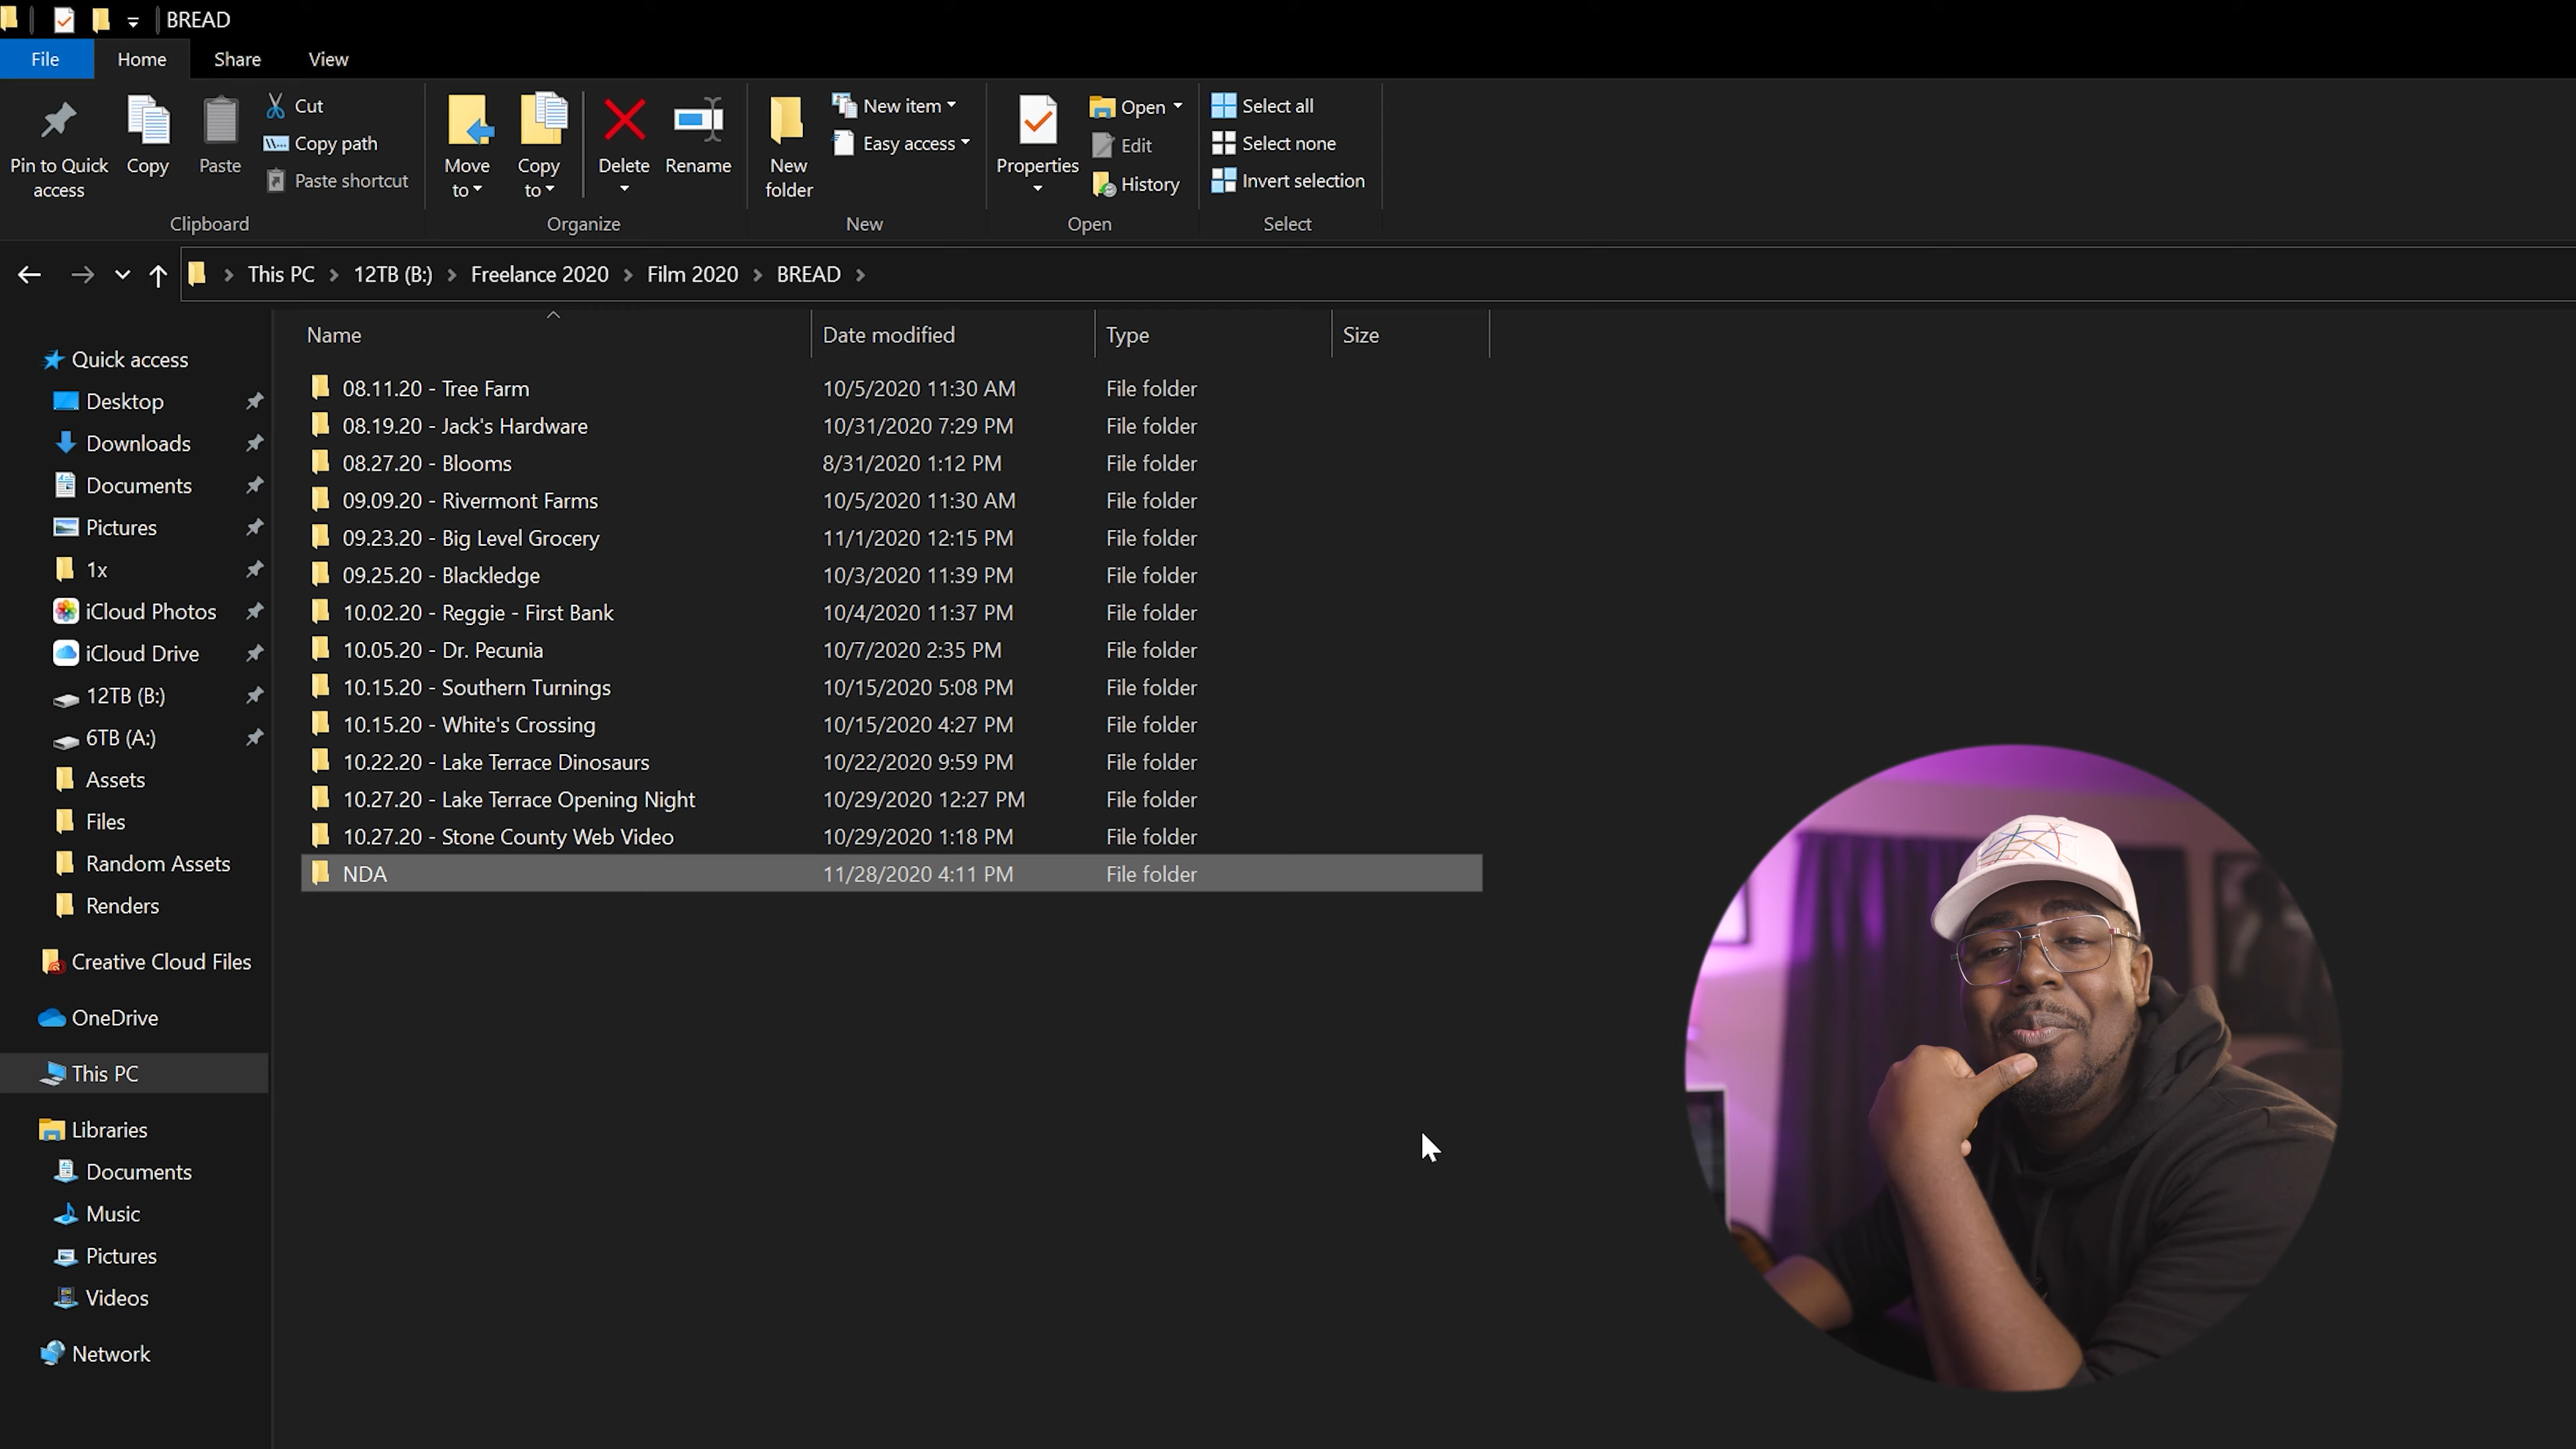 BREAD
File Home Share View
Pin to Quick access
Copy
Paste
Cut
Copy path
Paste shortcut
Clipboard
Move to
Copy to
Delete
Rename
Organize
New folder
New item
Easy access
New
Properties
Open
Edit
History
Open
Select all
Select none
Invert selection
Select
This PC > 12TB (B:) > Freelance 2020 > Film 2020 > BREAD >
Quick access
Desktop
Downloads
Documents
Pictures
1x
iCloud Photos
iCloud Drive
12TB (B:)
6TB (A:)
Assets
Files
Random Assets
Renders
Creative Cloud Files
OneDrive
This PC
Libraries
Documents
Music
Pictures
Videos
Network
Name Date modified Type Size
08.11.20 - Tree Farm 10/5/2020 11:30 AM File folder
08.19.20 - Jack's Hardware 10/31/2020 7:29 PM File folder
08.27.20 - Blooms 8/31/2020 1:12 PM File folder
09.09.20 - Rivermont Farms 10/5/2020 11:30 AM File folder
09.23.20 - Big Level Grocery 11/1/2020 12:15 PM File folder
09.25.20 - Blackledge 10/3/2020 11:39 PM File folder
10.02.20 - Reggie - First Bank 10/4/2020 11:37 PM File folder
10.05.20 - Dr. Pecunia 10/7/2020 2:35 PM File folder
10.15.20 - Southern Turnings 10/15/2020 5:08 PM File folder
10.15.20 - White's Crossing 10/15/2020 4:27 PM File folder
10.22.20 - Lake Terrace Dinosaurs 10/22/2020 9:59 PM File folder
10.27.20 - Lake Terrace Opening Night 10/29/2020 12:27 PM File folder
10.27.20 - Stone County Web Video 10/29/2020 1:18 PM File folder
NDA 11/28/2020 4:11 PM File folder